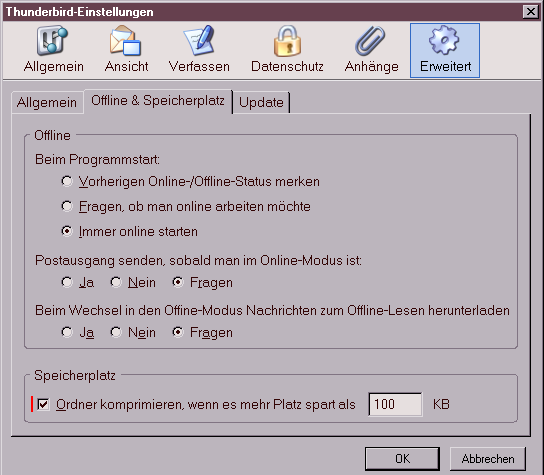 Thunderbird-Einstellungen
Allgemein Ansicht Verfassen Datenschutz Anhänge Erweitert
Allgemein Offline & Speicherplatz Update
Offline
Beim Programmstart:
Vorherigen Online-/Offline-Status merken
Fragen, ob man online arbeiten möchte
Immer online starten
Postausgang senden, sobald man im Online-Modus ist:
Ja Nein Fragen
Beim Wechsel in den Offine-Modus Nachrichten zum Offline-Lesen herunterladen
Ja Nein Fragen
Speicherplatz
Ordner komprimieren, wenn es mehr Platz spart als 100 KB
OK Abbrechen